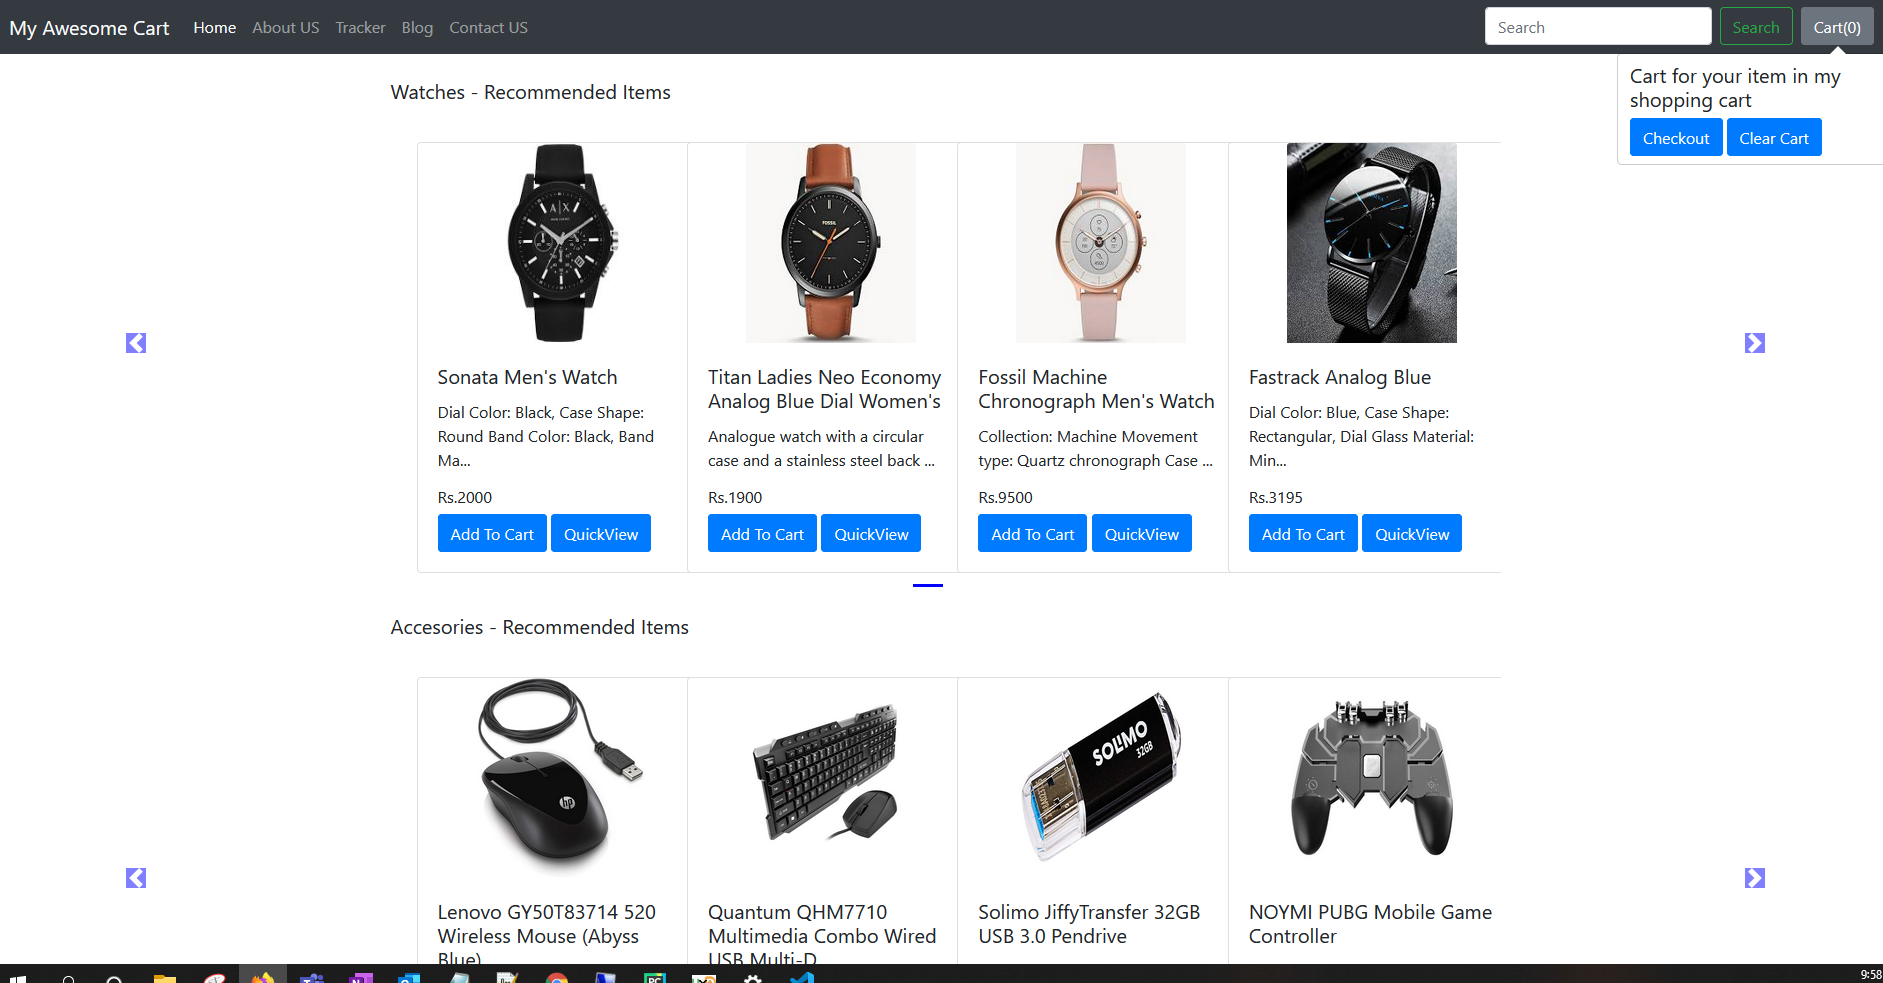 My Awesome Cart Home About US Tracker Blog Contact US Search Search Cart(0)
Cart for your item in my
shopping cart
Checkout Clear Cart
Watches - Recommended Items
A|X
FOSSIL
Sonata Men's Watch
Dial Color: Black, Case Shape:
Round Band Color: Black, Band
Ma...
Rs.2000
Add To Cart QuickView
Titan Ladies Neo Economy
Analog Blue Dial Women's
Analogue watch with a circular
case and a stainless steel back ...
Rs.1900
Add To Cart QuickView
Fossil Machine
Chronograph Men's Watch
Collection: Machine Movement
type: Quartz chronograph Case ...
Rs.9500
Add To Cart QuickView
Fastrack Analog Blue
Dial Color: Blue, Case Shape:
Rectangular, Dial Glass Material:
Min...
Rs.3195
Add To Cart QuickView
Accesories - Recommended Items
hp
SOLIMO
32GB
Lenovo GY50T83714 520
Wireless Mouse (Abyss
Blue)
Quantum QHM7710
Multimedia Combo Wired
USB Multi-D
Solimo JiffyTransfer 32GB
USB 3.0 Pendrive
NOYMI PUBG Mobile Game
Controller
9:58